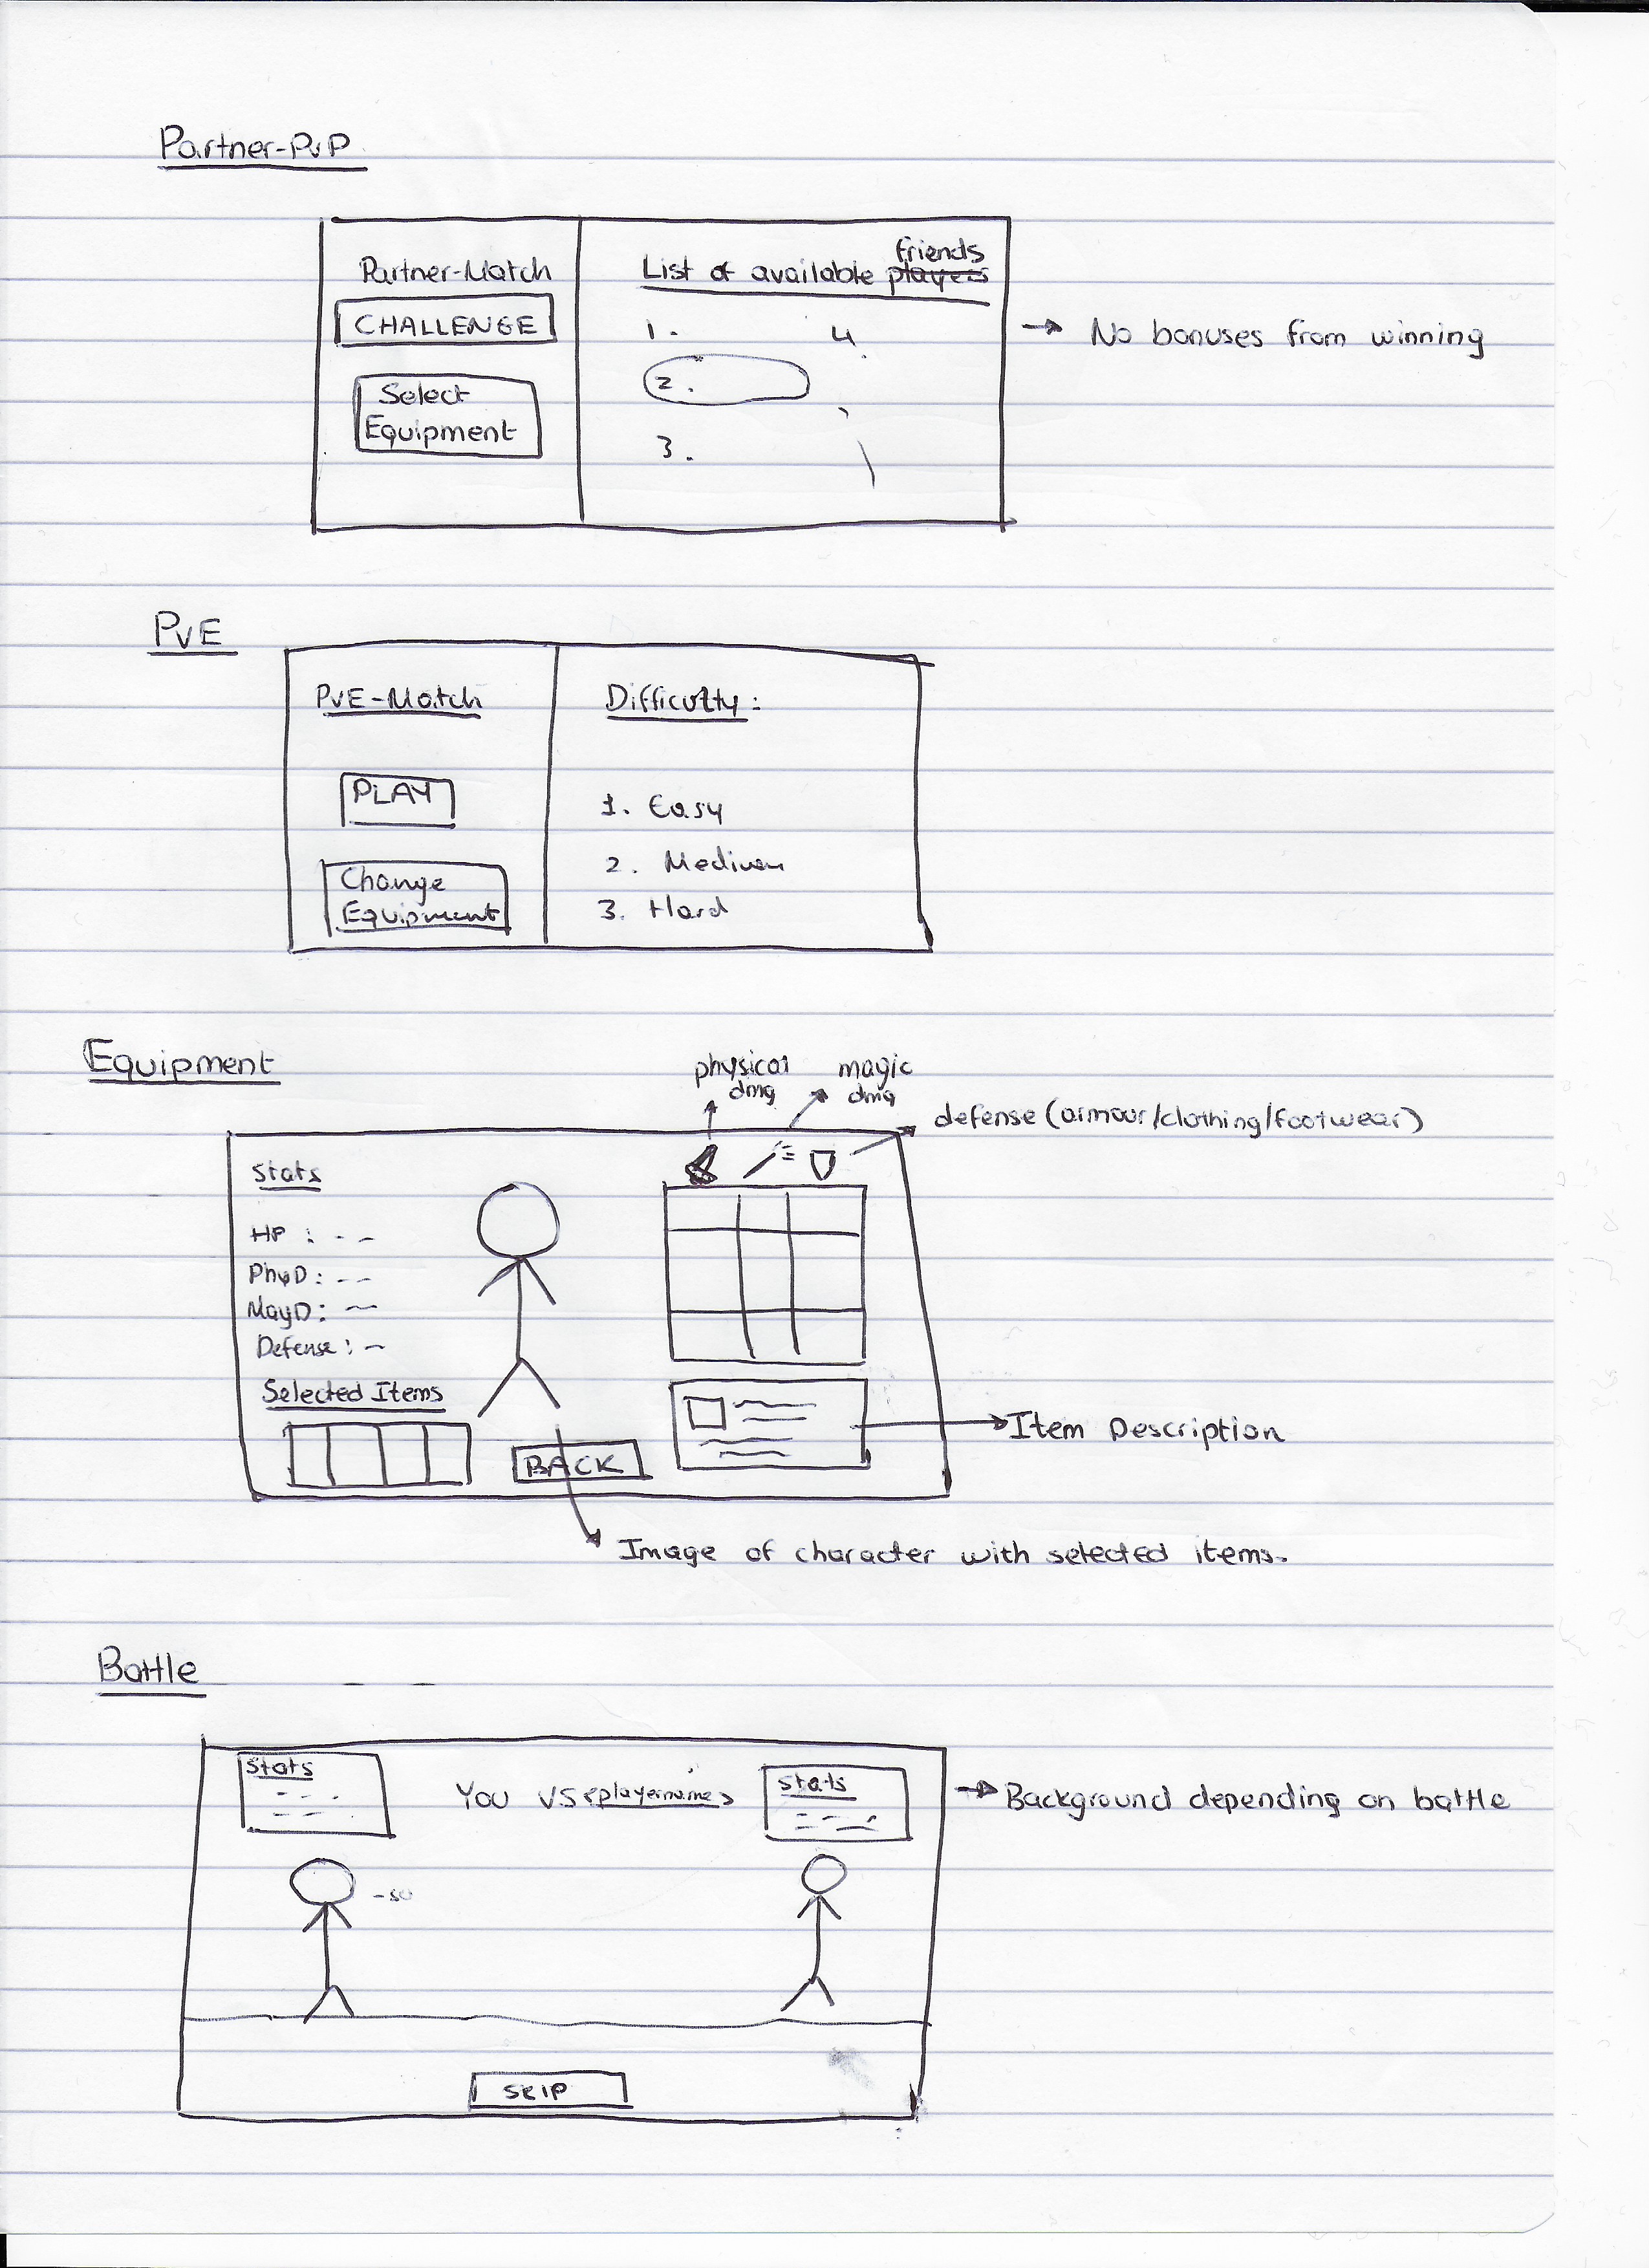 Partner-PvP
Partner-Match
CHALLENGE
Select
Equipment
friends
List of available players
1.
2.
3.
4.
→ No bonuses from winning
PvE
PvE-Match
PLAY
Change
Equipment
Difficulty:
1. Easy
2. Medium
3. Hard
Equipment
physical
dmg
magic
dmg
defense (armour/clothing/footwear)
Stats
HP : - -
PhyD : --
MagD : --
Defense : -
Selected Items
BACK
Item Description
Image of character with selected items.
Battle
Stats
You VS <playername>
Stats
→ Background depending on battle
-50
SKIP